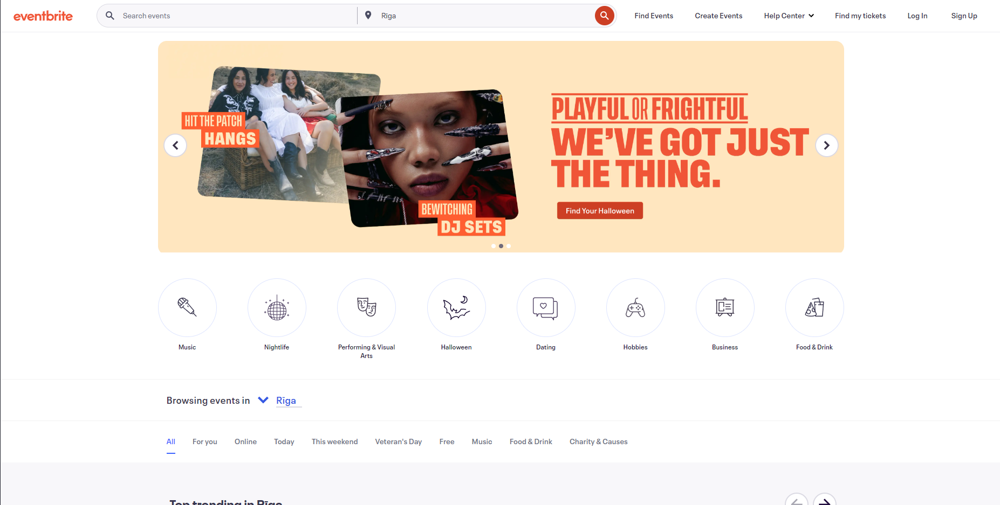 eventbrite
Search events
Rīga
Find Events
Create Events
Help Center
Find my tickets
Log In
Sign Up
HIT THE PATCH
HANGS
BEWITCHING
DJ SETS
PLAYFUL OR FRIGHTFUL
WE'VE GOT JUST
THE THING.
Find Your Halloween
Music
Nightlife
Performing & Visual
Arts
Halloween
Dating
Hobbies
Business
Food & Drink
Browsing events in
Rīga
All
For you
Online
Today
This weekend
Veteran's Day
Free
Music
Food & Drink
Charity & Causes
Top trending in Rīga